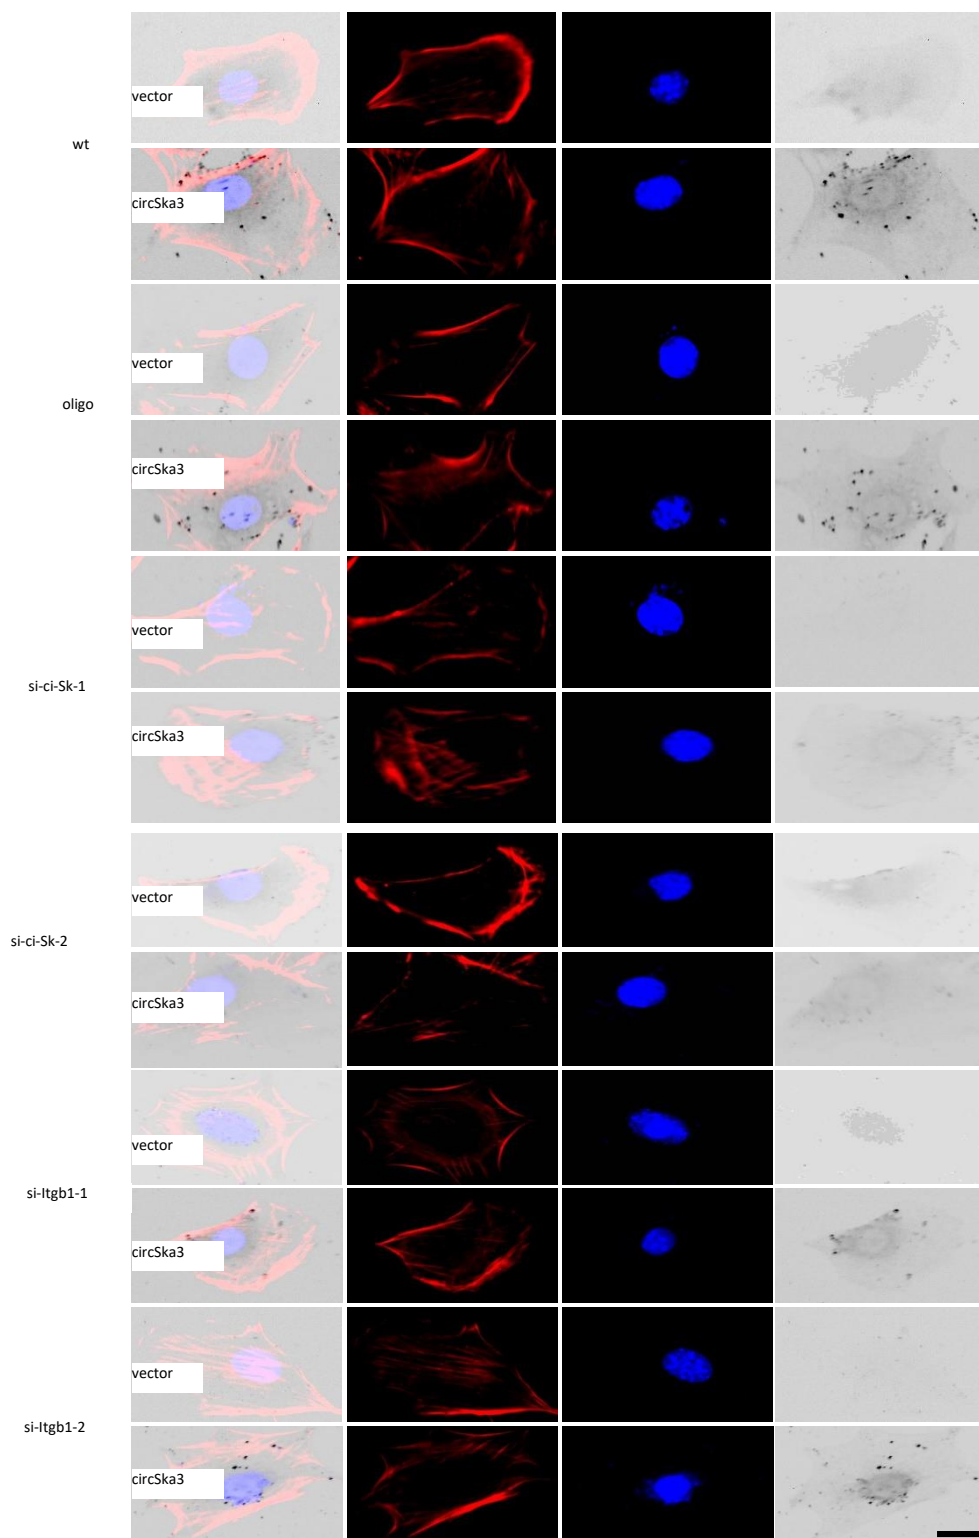 vector
wt
circSka3
vector
oligo
circSka3
vector
si-ci-Sk-1
circSka3
vector
si-ci-Sk-2
circSka3
vector
si-Itgb1-1
circSka3
vector
si-Itgb1-2
circSka3